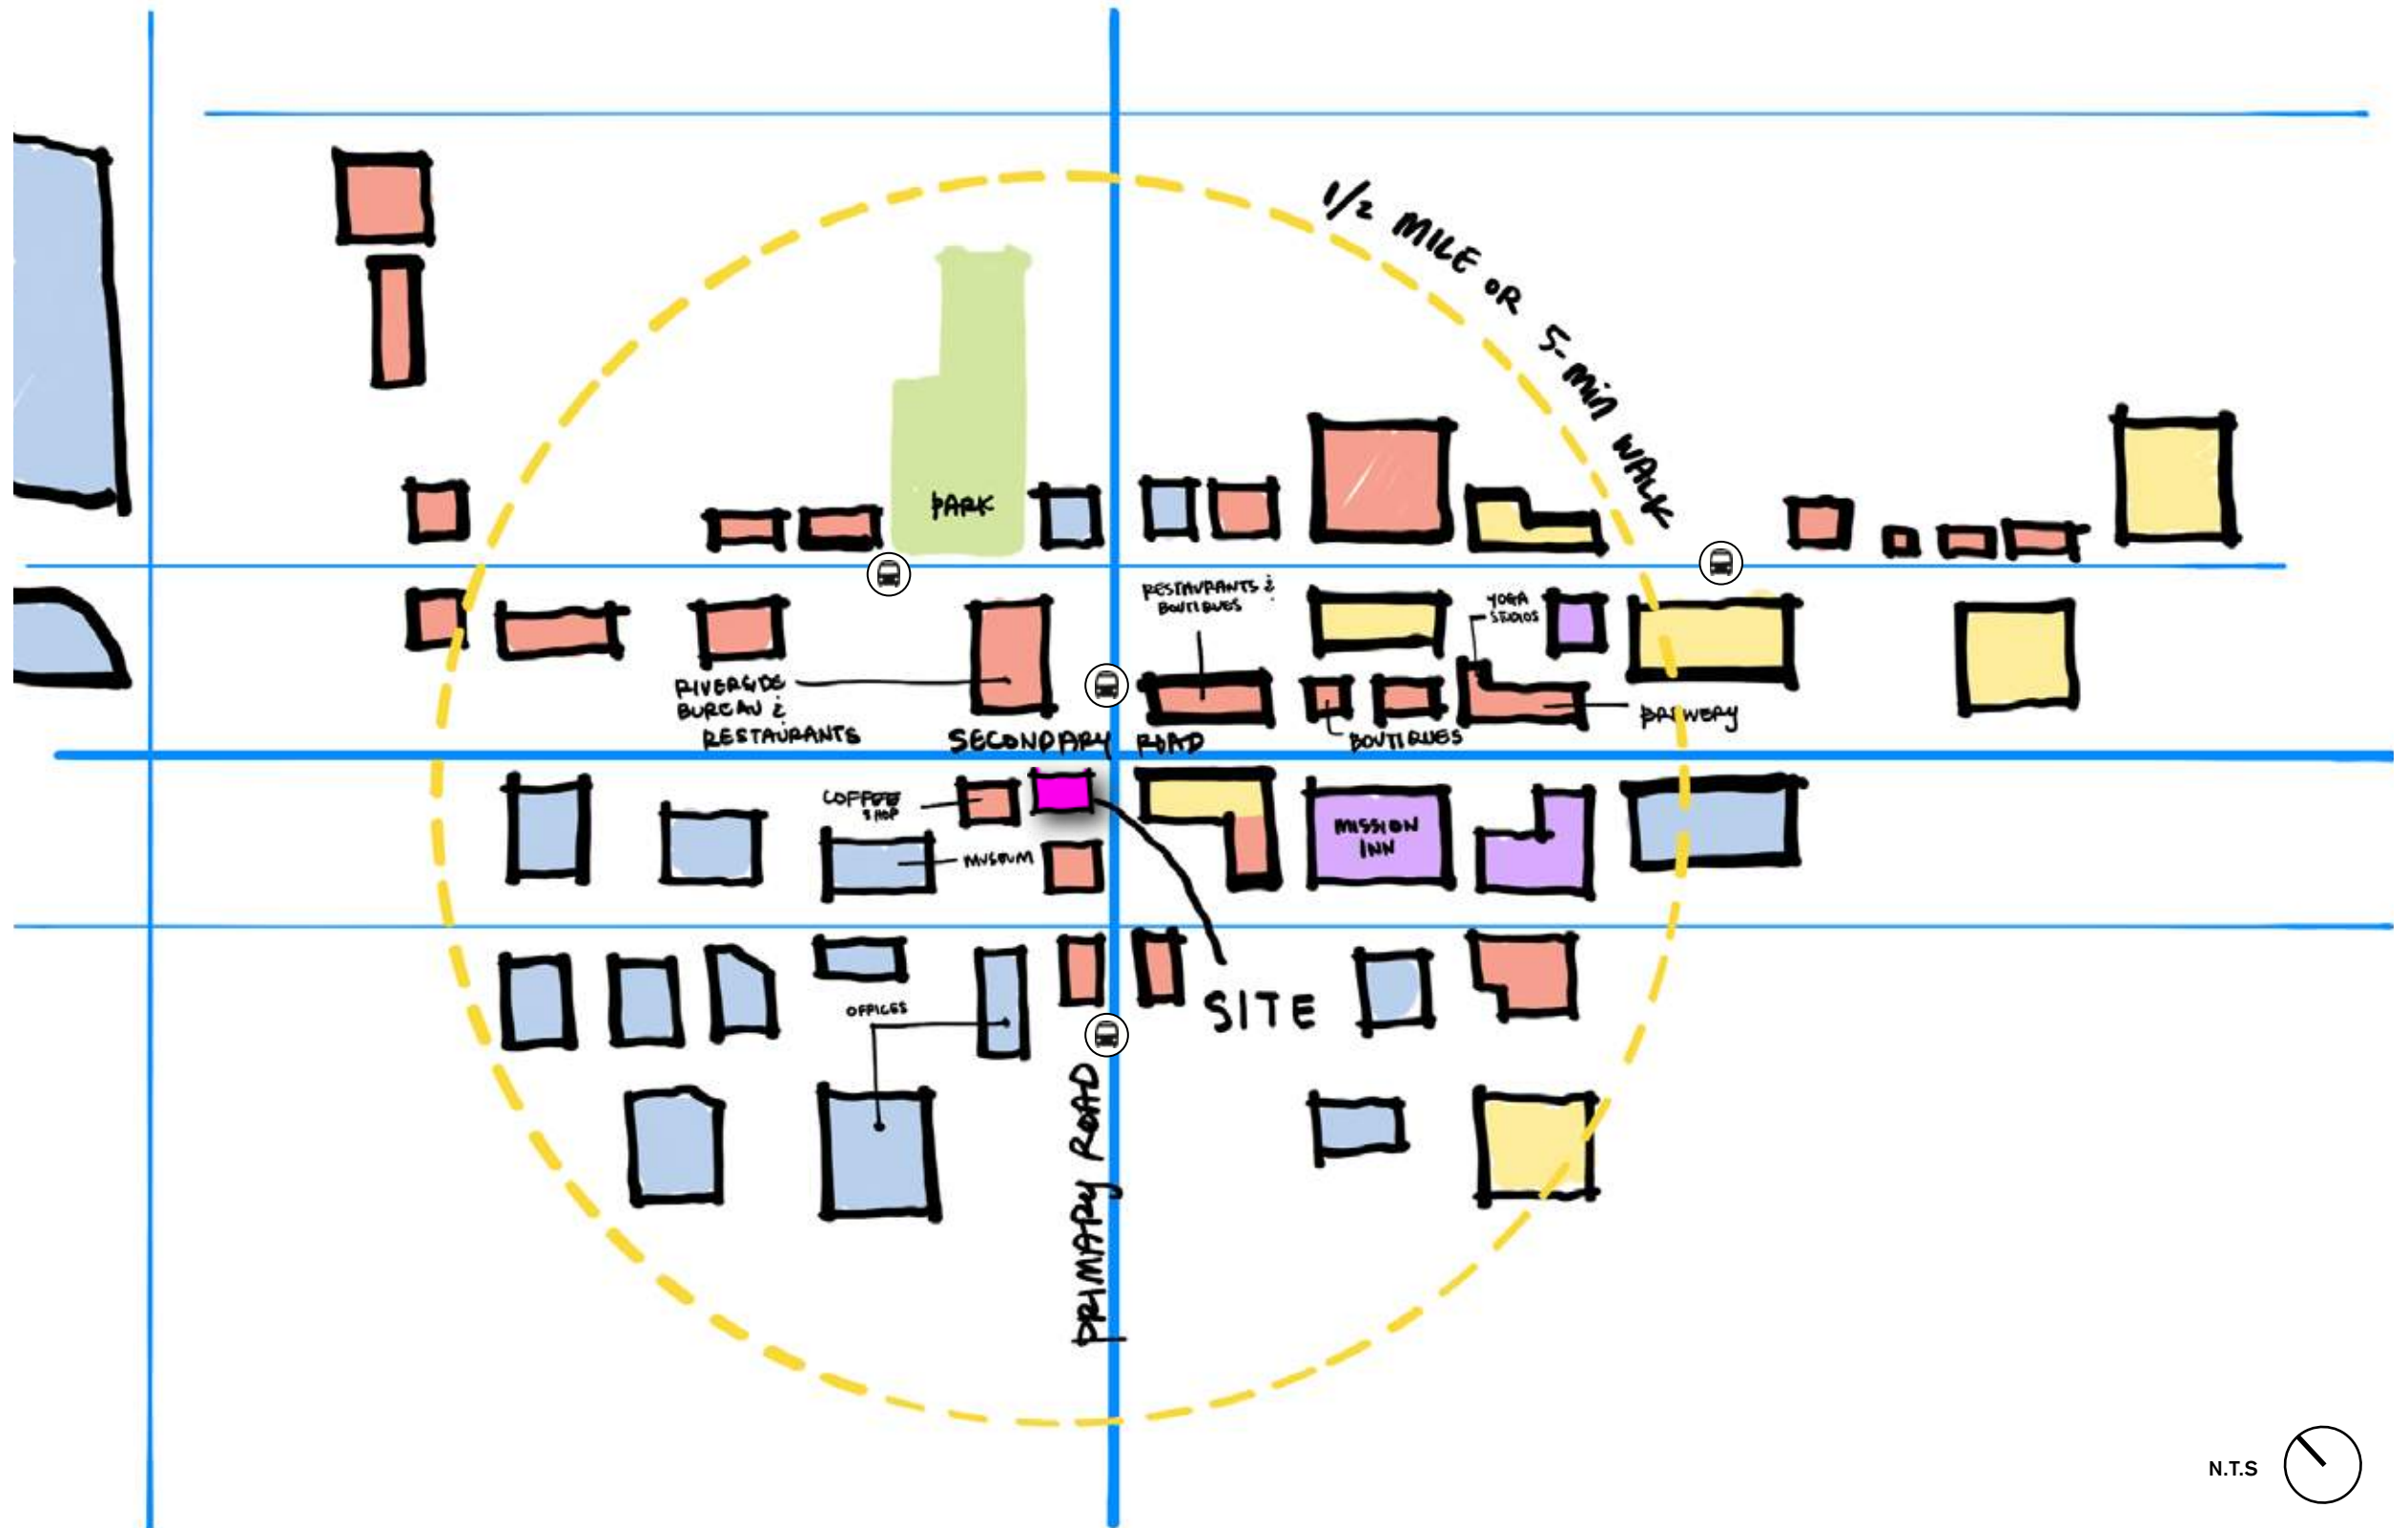 1/2 MILE OR 5-MIN WALK
PARK
RESTAURANTS &
BOUTIQUES
YOGA
STUDIOS
RIVERSIDE
BUREAU &
RESTAURANTS
BREWERY
BOUTIQUES
SECONDARY ROAD
COFFEE
SHOP
MUSEUM
MISSION
INN
OFFICES
SITE
PRIMARY ROAD
N.T.S